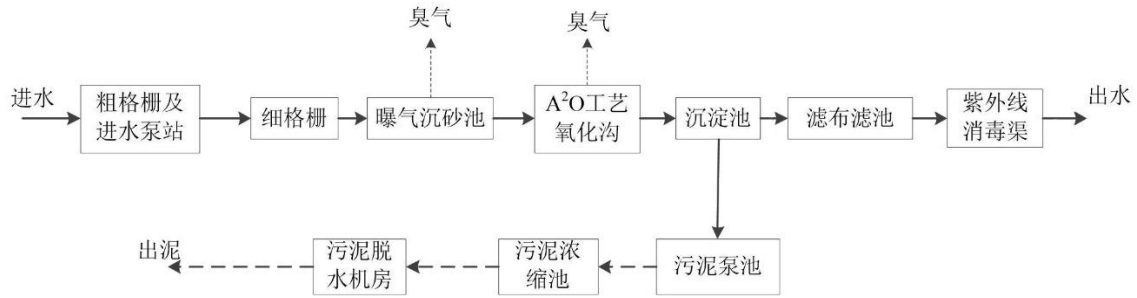 臭气
臭气
进水
粗格栅及
进水泵站
细格栅
曝气沉砂池
A²O工艺
氧化沟
沉淀池
滤布滤池
紫外线
消毒渠
出水
出泥
污泥脱
水机房
污泥浓
缩池
污泥泵池